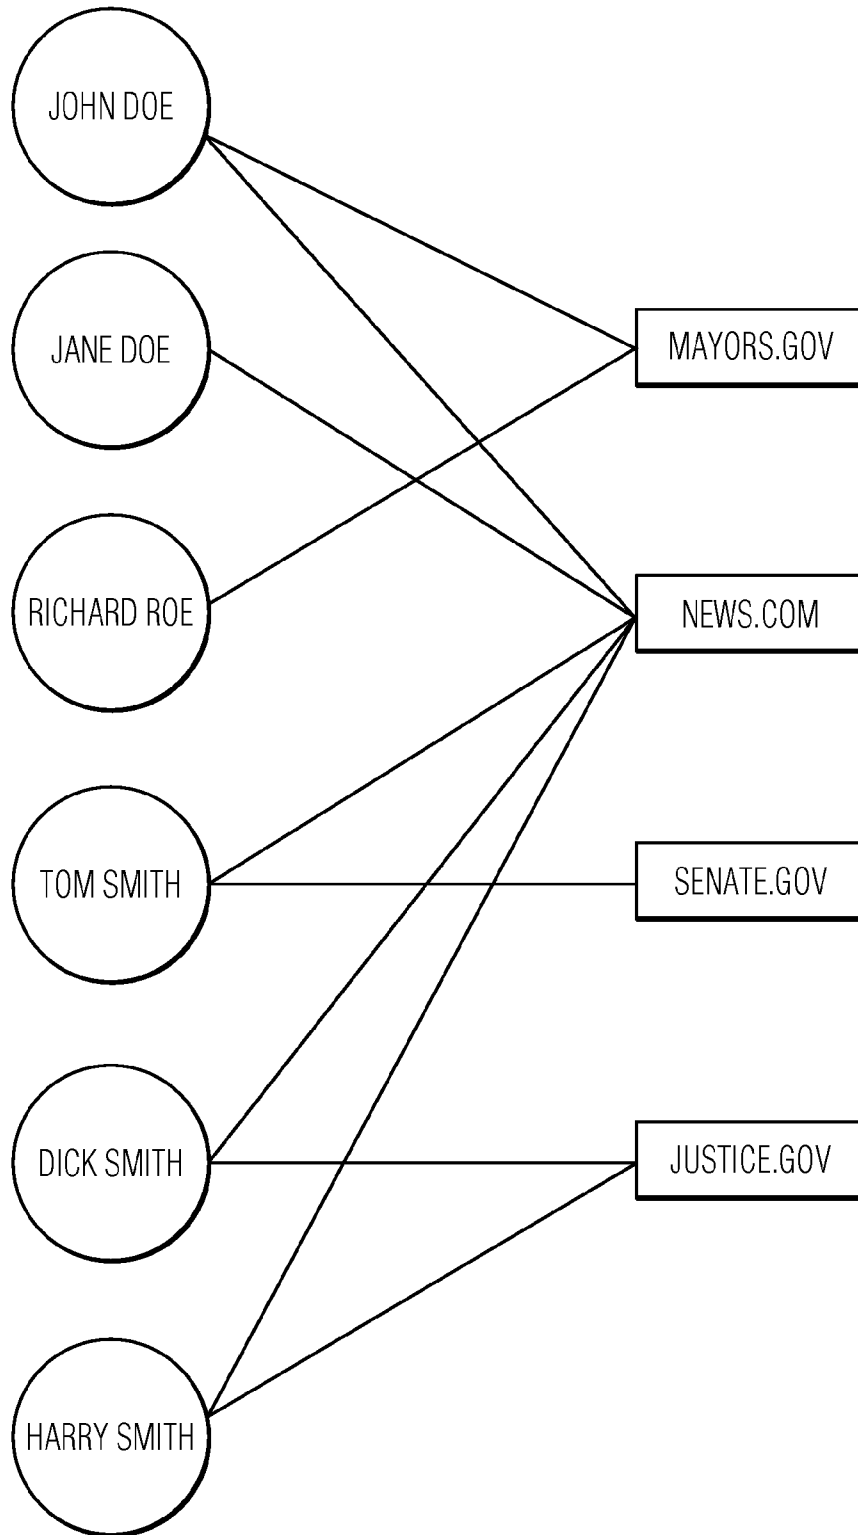 JOHN DOE
JANE DOE
MAYORS.GOV
RICHARD ROE
NEWS.COM
TOM SMITH
SENATE.GOV
DICK SMITH
JUSTICE.GOV
HARRY SMITH